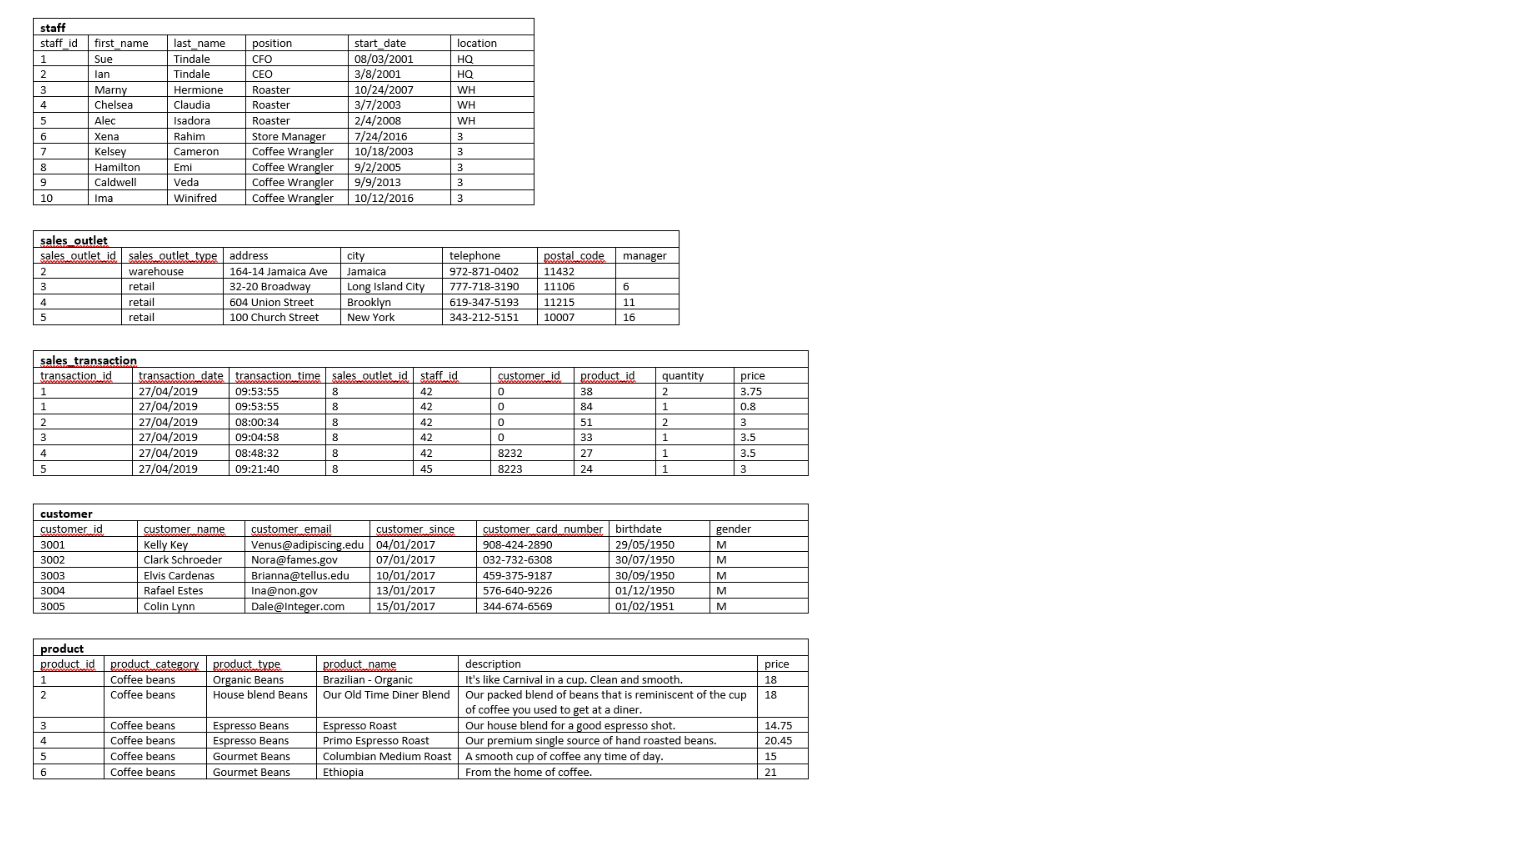 staff
staff_id first_name last_name position start_date location
1 Sue Tindale CFO 08/03/2001 HQ
2 Ian Tindale CEO 3/8/2001 HQ
3 Marny Hermione Roaster 10/24/2007 WH
4 Chelsea Claudia Roaster 3/7/2003 WH
5 Alec Isadora Roaster 2/4/2008 WH
6 Xena Rahim Store Manager 7/24/2016 3
7 Kelsey Cameron Coffee Wrangler 10/18/2003 3
8 Hamilton Emi Coffee Wrangler 9/2/2005 3
9 Caldwell Veda Coffee Wrangler 9/9/2013 3
10 Ima Winifred Coffee Wrangler 10/12/2016 3
sales_outlet
sales_outlet_id sales_outlet_type address city telephone postal_code manager
2 warehouse 164-14 Jamaica Ave Jamaica 972-871-0402 11432
3 retail 32-20 Broadway Long Island City 777-718-3190 11106 6
4 retail 604 Union Street Brooklyn 619-347-5193 11215 11
5 retail 100 Church Street New York 343-212-5151 10007 16
sales_transaction
transaction_id transaction_date transaction_time sales_outlet_id staff_id customer_id product_id quantity price
1 27/04/2019 09:53:55 8 42 0 38 2 3.75
1 27/04/2019 09:53:55 8 42 0 84 1 0.8
2 27/04/2019 08:00:34 8 42 0 51 2 3
3 27/04/2019 09:04:58 8 42 0 33 1 3.5
4 27/04/2019 08:48:32 8 42 8232 27 1 3.5
5 27/04/2019 09:21:40 8 45 8223 24 1 3
customer
customer_id customer_name customer_email customer_since customer_card_number birthdate gender
3001 Kelly Key Venus@adipiscing.edu 04/01/2017 908-424-2890 29/05/1950 M
3002 Clark Schroeder Nora@fames.gov 07/01/2017 032-732-6308 30/07/1950 M
3003 Elvis Cardenas Brianna@tellus.edu 10/01/2017 459-375-9187 30/09/1950 M
3004 Rafael Estes Ina@non.gov 13/01/2017 576-640-9226 01/12/1950 M
3005 Colin Lynn Dale@Integer.com 15/01/2017 344-674-6569 01/02/1951 M
product
product_id product_category product_type product_name description price
1 Coffee beans Organic Beans Brazilian - Organic It's like Carnival in a cup. Clean and smooth. 18
2 Coffee beans House blend Beans Our Old Time Diner Blend Our packed blend of beans that is reminiscent of the cup 18
of coffee you used to get at a diner.
3 Coffee beans Espresso Beans Espresso Roast Our house blend for a good espresso shot. 14.75
4 Coffee beans Espresso Beans Primo Espresso Roast Our premium single source of hand roasted beans. 20.45
5 Coffee beans Gourmet Beans Columbian Medium Roast A smooth cup of coffee any time of day. 15
6 Coffee beans Gourmet Beans Ethiopia From the home of coffee. 21